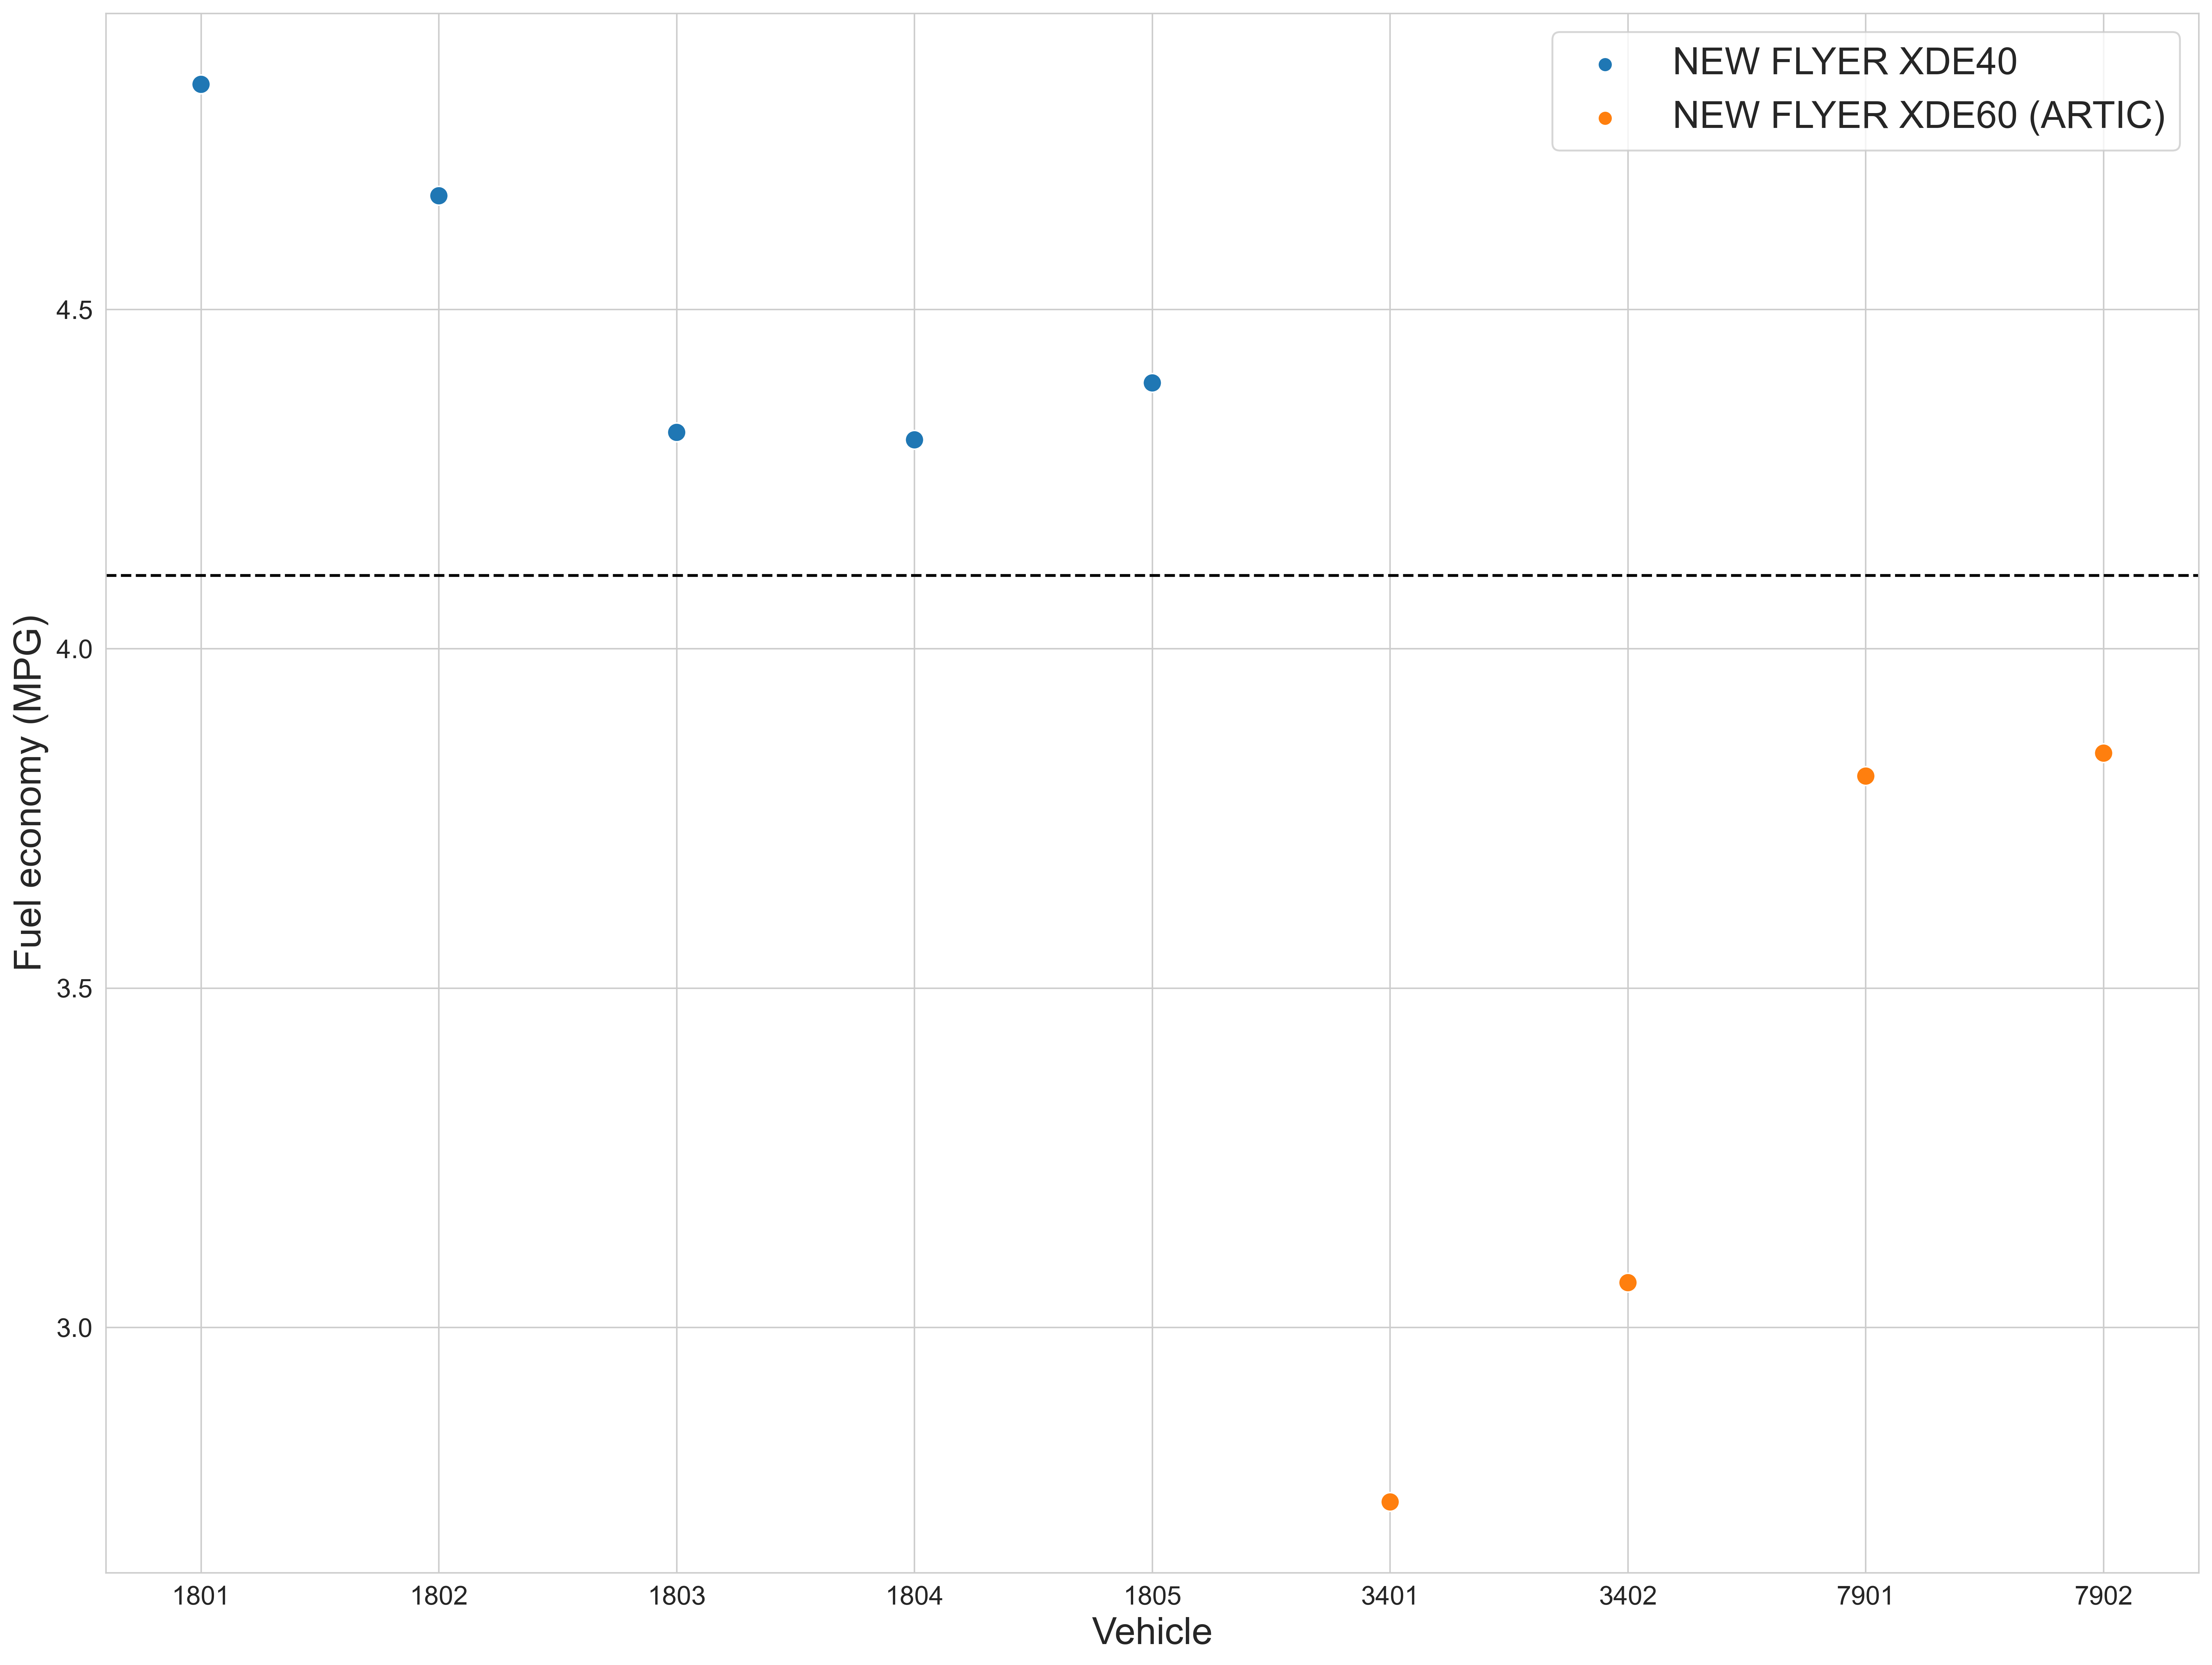 NEW FLYER XDE40
NEW FLYER XDE60 (ARTIC)
Fuel economy (MPG)
4.5
4.0
3.5
3.0
1801 1802 1803 1804 1805 3401 3402 7901 7902
Vehicle